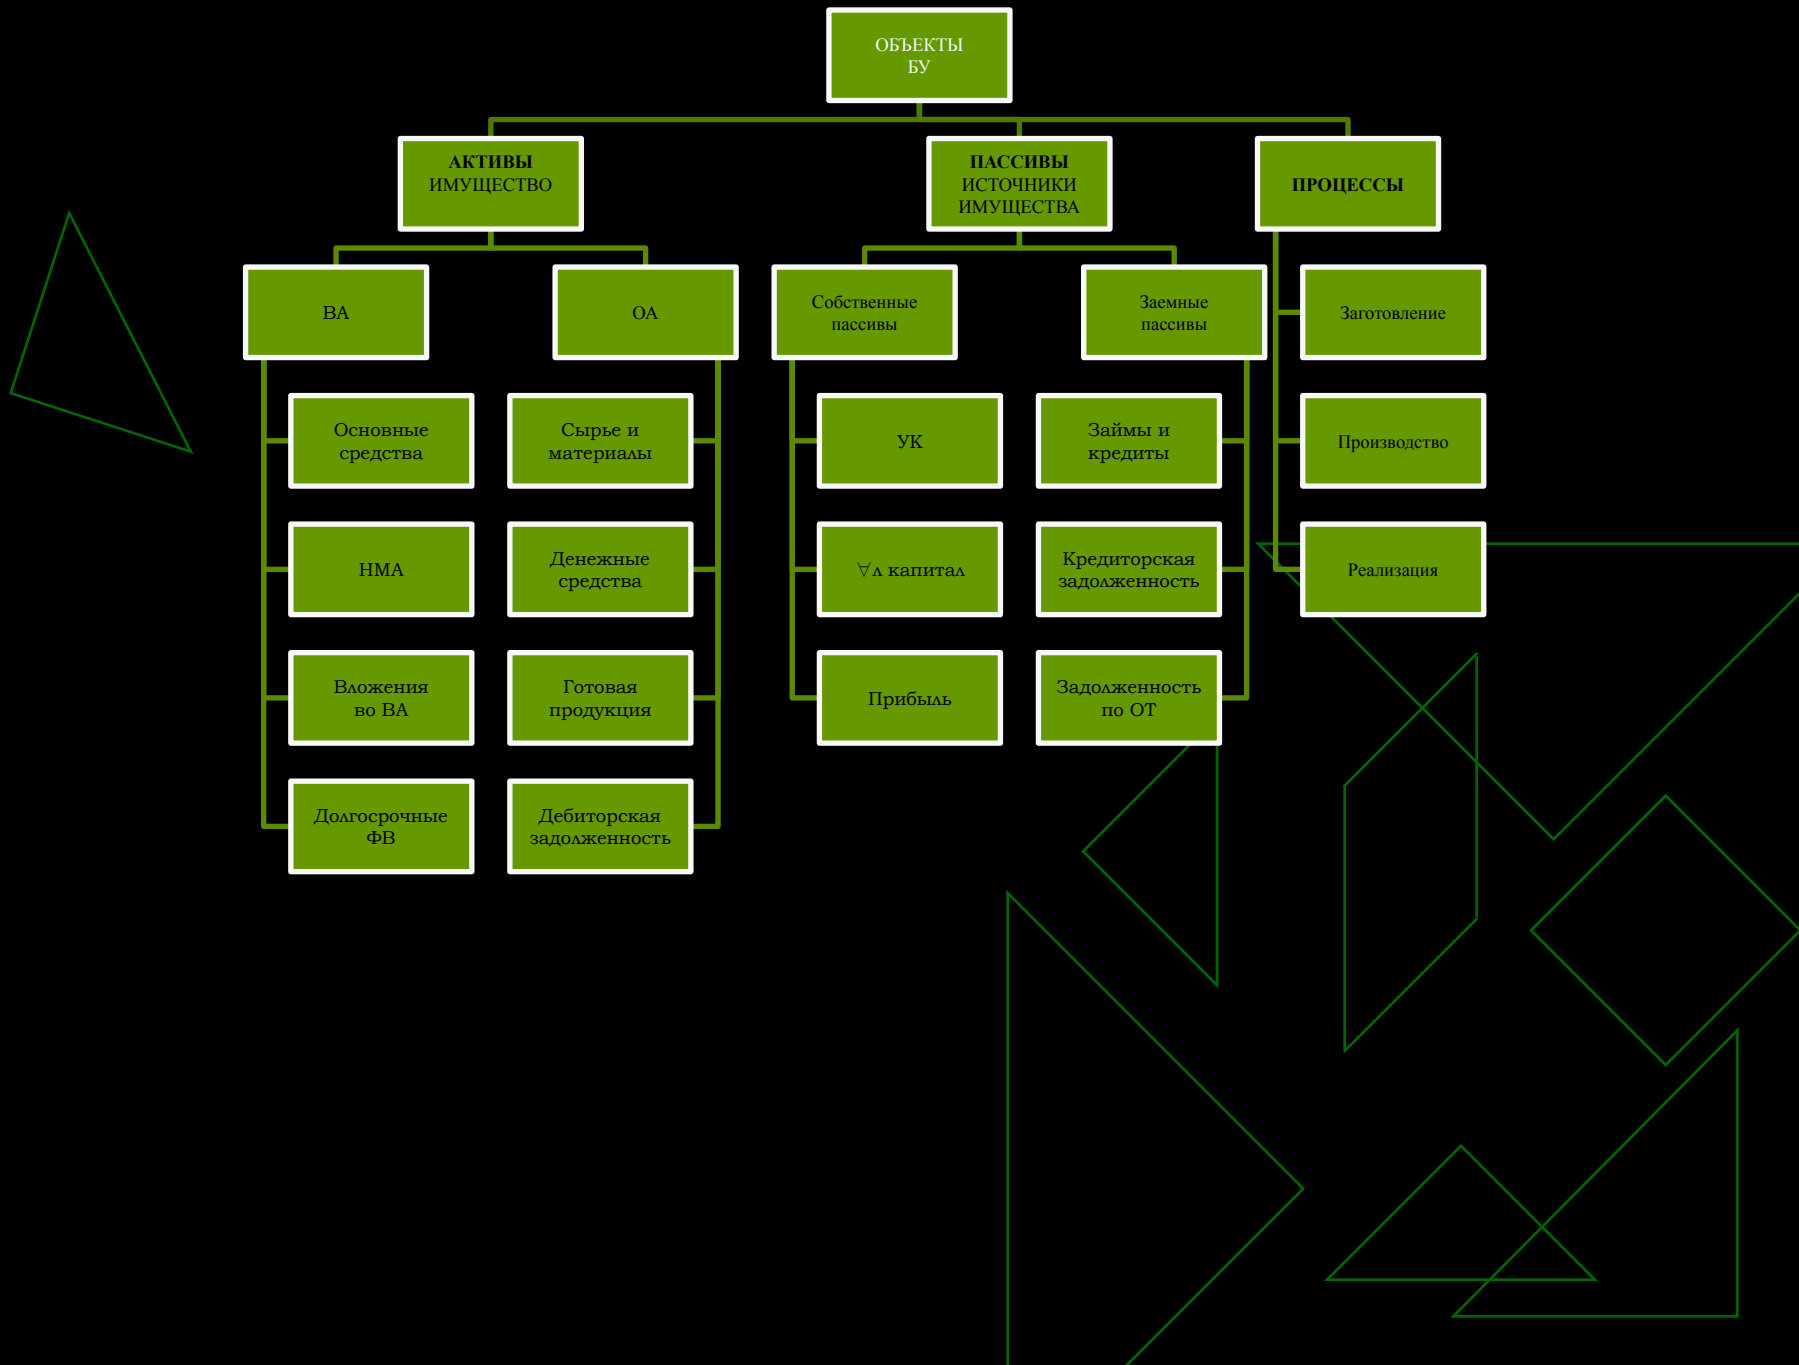 ОБЪЕКТЫ
БУ
АКТИВЫ
ИМУЩЕСТВО
ПАССИВЫ
ИСТОЧНИКИ
ИМУЩЕСТВА
ПРОЦЕССЫ
ВА
ОА
Собственные
пассивы
Заемные
пассивы
Заготовление
Основные
средства
Сырье и
материалы
УК
Займы и
кредиты
Производство
НМА
Денежные
средства
∀л капитал
Кредиторская
задолженность
Реализация
Вложения
во ВА
Готовая
продукция
Прибыль
Задолженность
по ОТ
Долгосрочные
ФВ
Дебиторская
задолженность